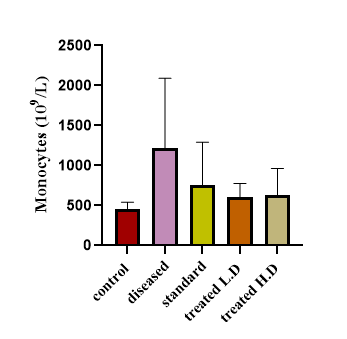 Monocytes (10⁹/L)
2500
2000
1500
1000
500
0
control
diseased
standard
treated L.D
treated H.D